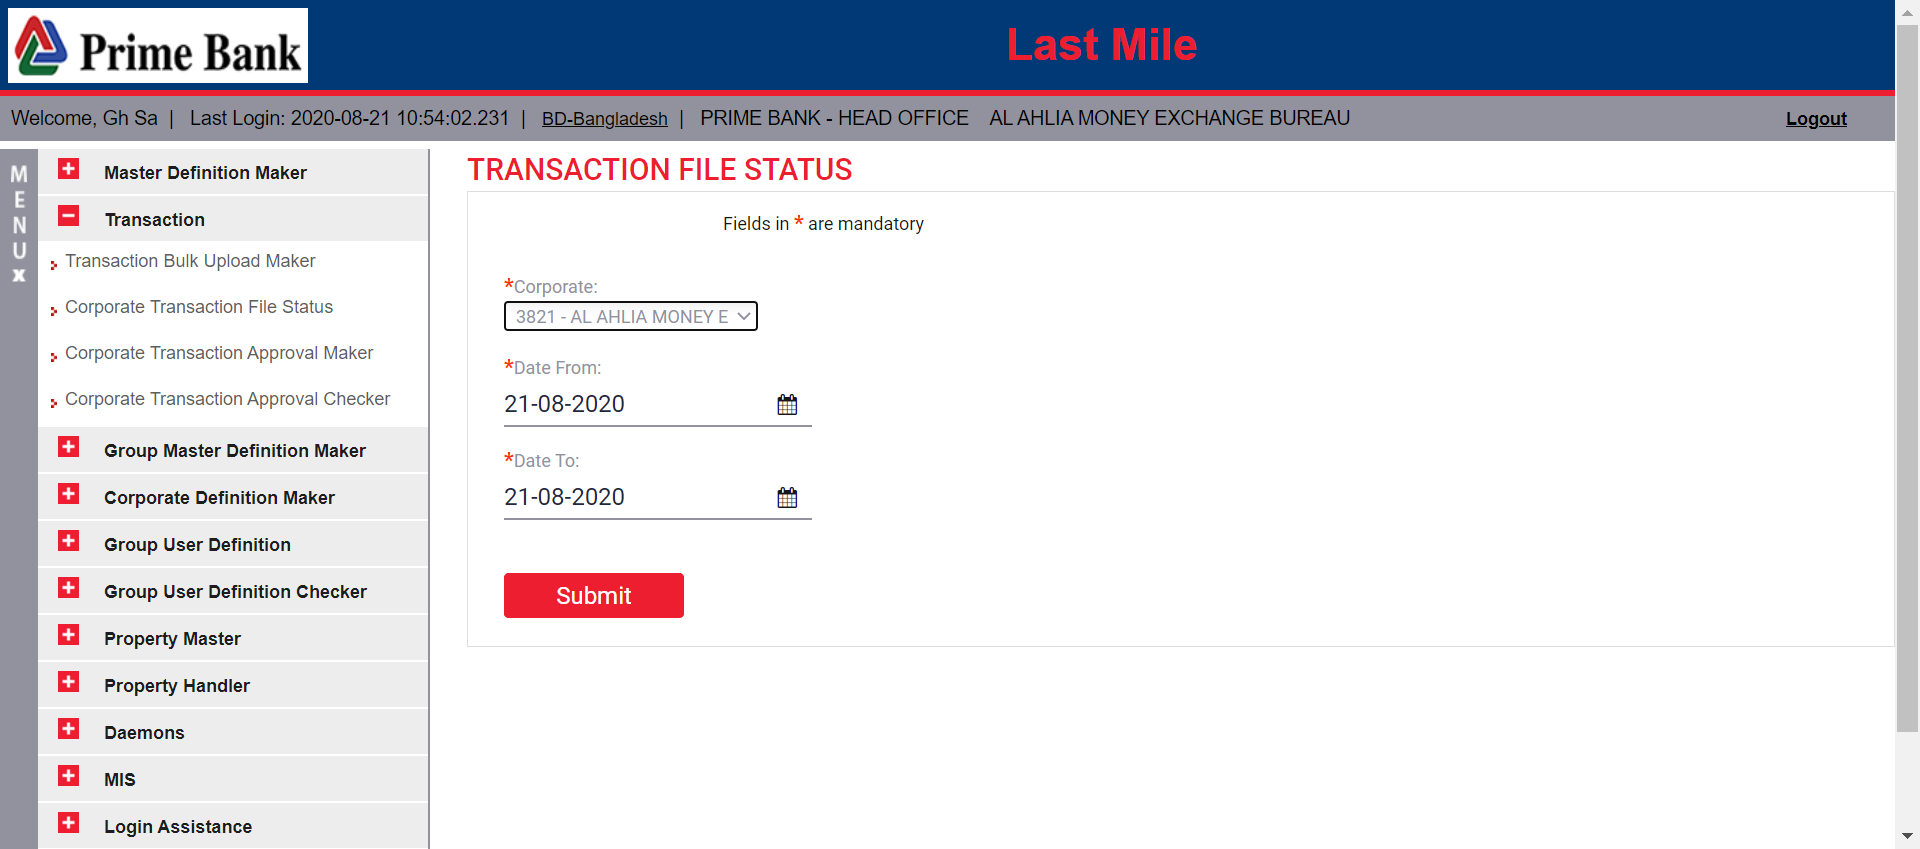 Prime Bank
Last Mile
Welcome, Gh Sa | Last Login: 2020-08-21 10:54:02.231 | BD-Bangladesh | PRIME BANK - HEAD OFFICE AL AHLIA MONEY EXCHANGE BUREAU Logout
MENU X
Master Definition Maker
Transaction
Transaction Bulk Upload Maker
Corporate Transaction File Status
Corporate Transaction Approval Maker
Corporate Transaction Approval Checker
Group Master Definition Maker
Corporate Definition Maker
Group User Definition
Group User Definition Checker
Property Master
Property Handler
Daemons
MIS
Login Assistance
TRANSACTION FILE STATUS
Fields in * are mandatory
*Corporate:
3821 - AL AHLIA MONEY E
*Date From:
21-08-2020
*Date To:
21-08-2020
Submit